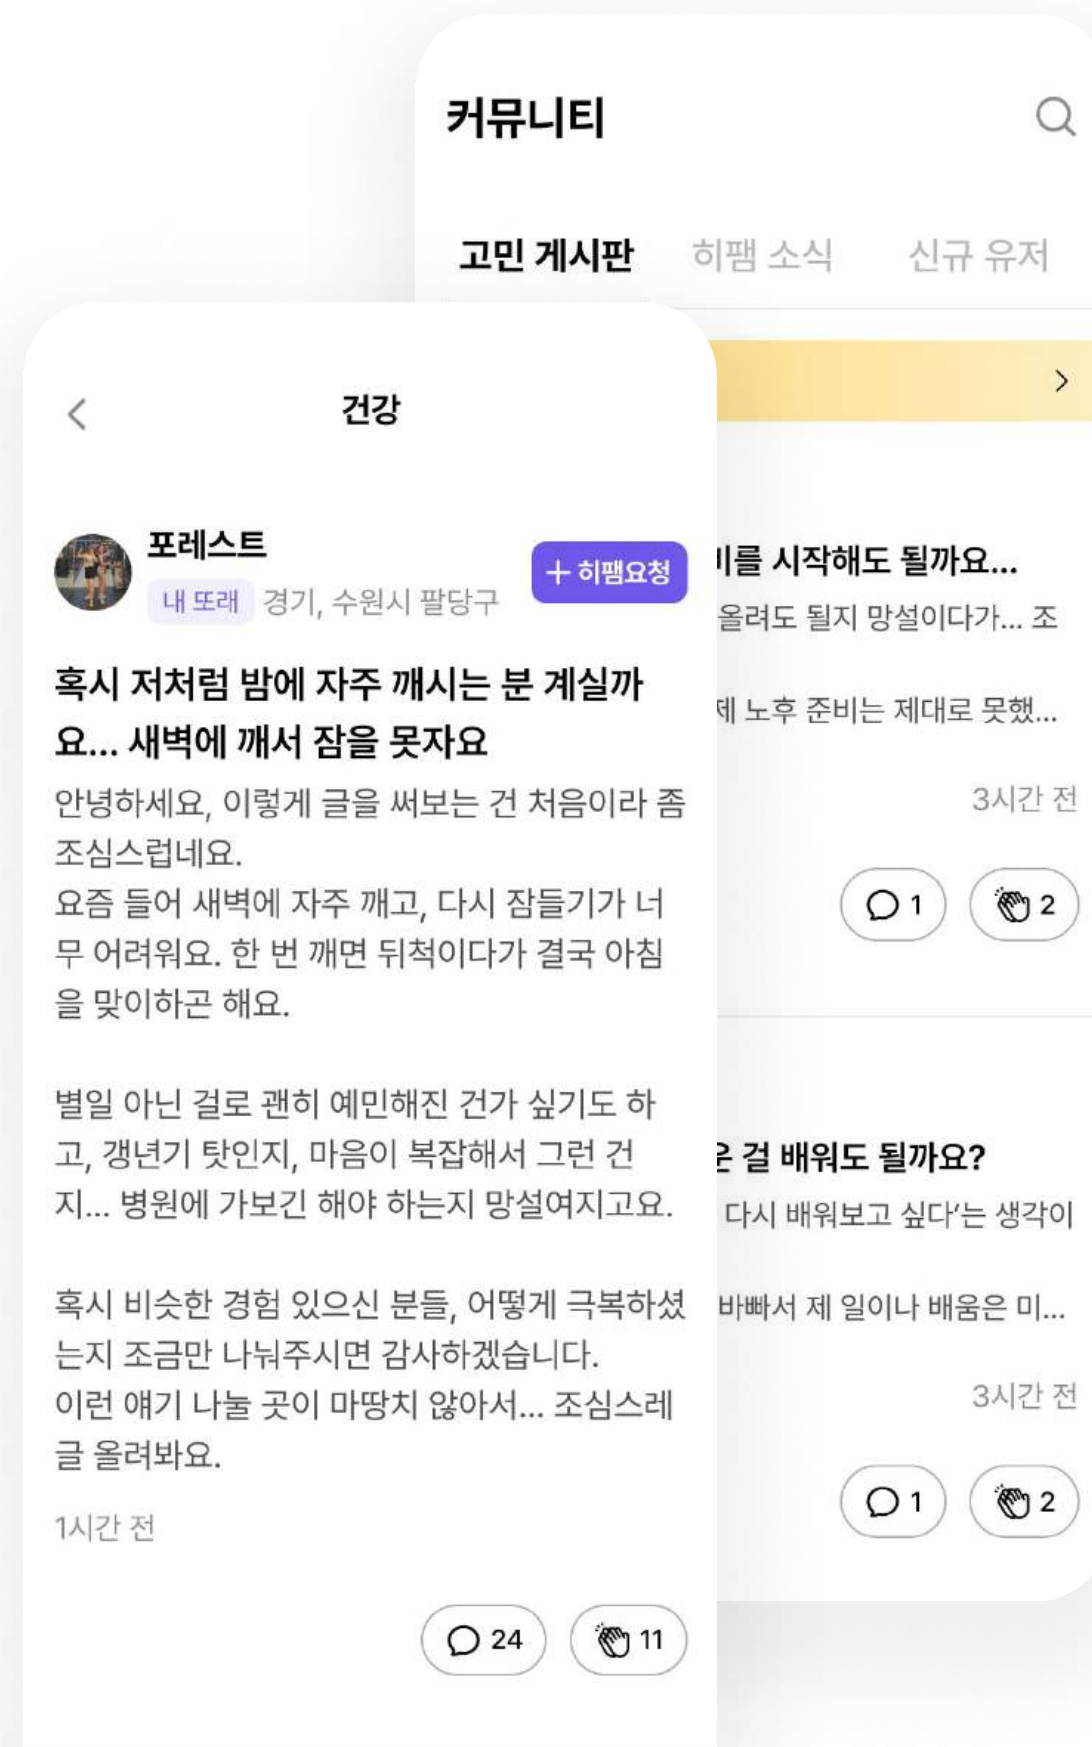 커뮤니티
고민 게시판 히팸 소식 신규 유저
건강
포레스트
내 또래 경기, 수원시 팔당구
+ 히팸요청
혹시 저처럼 밤에 자주 깨시는 분 계실까
요... 새벽에 깨서 잠을 못자요
안녕하세요, 이렇게 글을 써보는 건 처음이라 좀
조심스럽네요.
요즘 들어 새벽에 자주 깨고, 다시 잠들기가 너
무 어려워요. 한 번 깨면 뒤척이다가 결국 아침
을 맞이하곤 해요.
별일 아닌 걸로 괜히 예민해진 건가 싶기도 하
고, 갱년기 탓인지, 마음이 복잡해서 그런 건
지... 병원에 가보긴 해야 하는지 망설여지고요.
혹시 비슷한 경험 있으신 분들, 어떻게 극복하셨
는지 조금만 나눠주시면 감사하겠습니다.
이런 얘기 나눌 곳이 마땅치 않아서... 조심스레
글 올려봐요.
1시간 전
24 11
를 시작해도 될까요...
올려도 될지 망설이다가... 조
제 노후 준비는 제대로 못했...
3시간 전
1 2
걸 배워도 될까요?
다시 배워보고 싶다'는 생각이
바빠서 제 일이나 배움은 미...
3시간 전
1 2